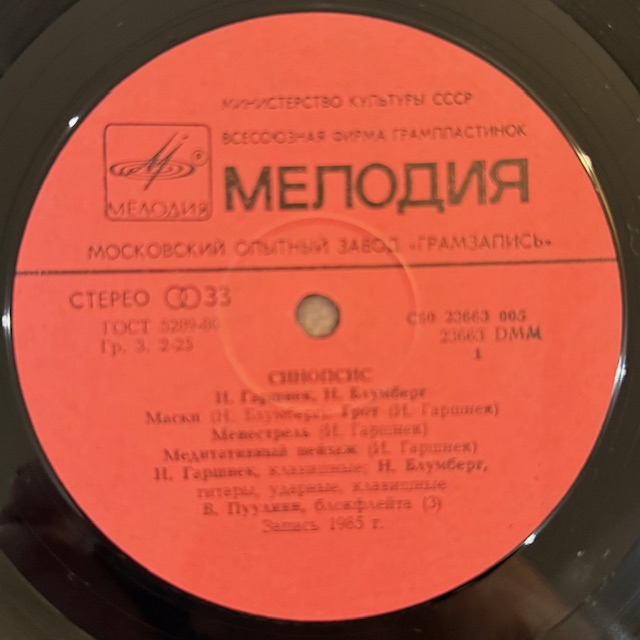 МИНИСТЕРСТВО КУЛЬТУРЫ СССР
ВСЕСОЮЗНАЯ ФИРМА ГРАМПЛАСТИНОК
МЕЛОДИЯ
МЕЛОДИЯ
МОСКОВСКИЙ ОПЫТНЫЙ ЗАВОД «ГРАМЗАПИСЬ»
СТЕРЕО 33
ГОСТ 5289-80
Гр. 3. 2-25
С60 23663 005
23663 DMM
1
СИНОПСИС
И. Гаршнек, Н. Блумберг
Маски (Н. Блумберг). Грот (И. Гаршнек)
Менестрель (И. Гаршнек)
Медитативный пейзаж (И. Гаршнек)
И. Гаршнек, клавишные; Н. Блумберг,
гитары, ударные, клавишные
В. Пуудкин, блокфлейта (3)
Запись 1985 г.